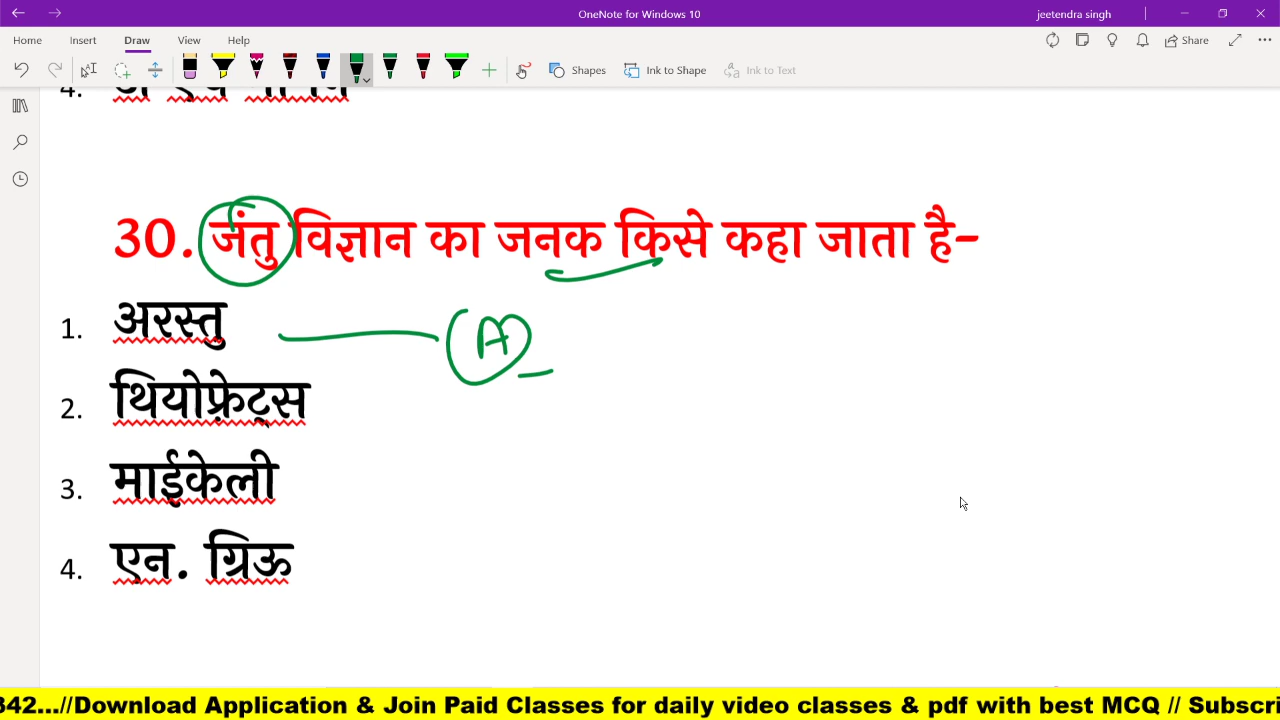 OneNote for Windows 10
jeetendra singh
Home Insert Draw View Help
Share
Shapes Ink to Shape Ink to Text
4.
30. जंतु विज्ञान का जनक किसे कहा जाता है-
1. अरस्तु
(A)
2. थियोफ्रेट्स
3. माईकेली
4. एन. ग्रिऊ
342...//Download Application & Join Paid Classes for daily video classes & pdf with best MCQ // Subscri